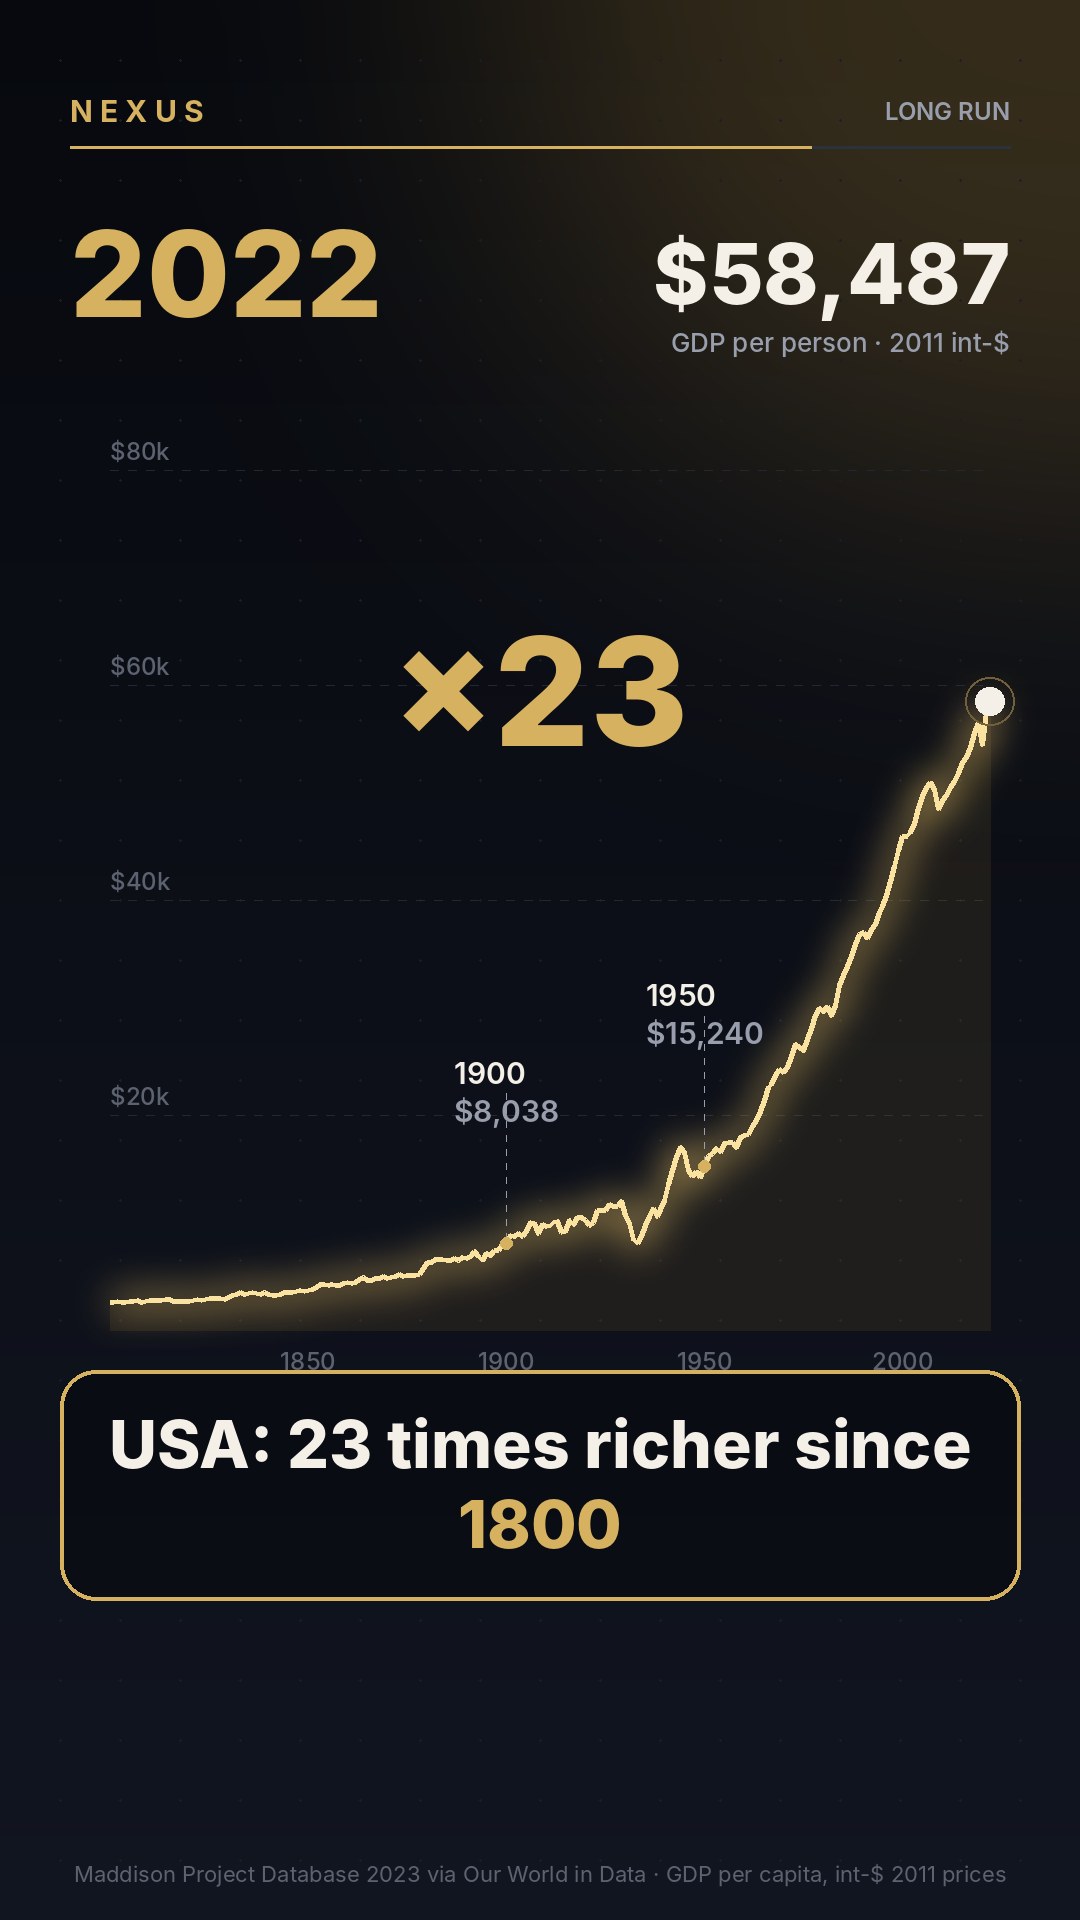 NEXUS
LONG RUN
2022
$58,487
GDP per person · 2011 int-$
$80k
×23
$60k
$40k
1950
$15,240
1900
$8,038
$20k
1850 1900 1950 2000
USA: 23 times richer since
1800
Maddison Project Database 2023 via Our World in Data · GDP per capita, int-$ 2011 prices